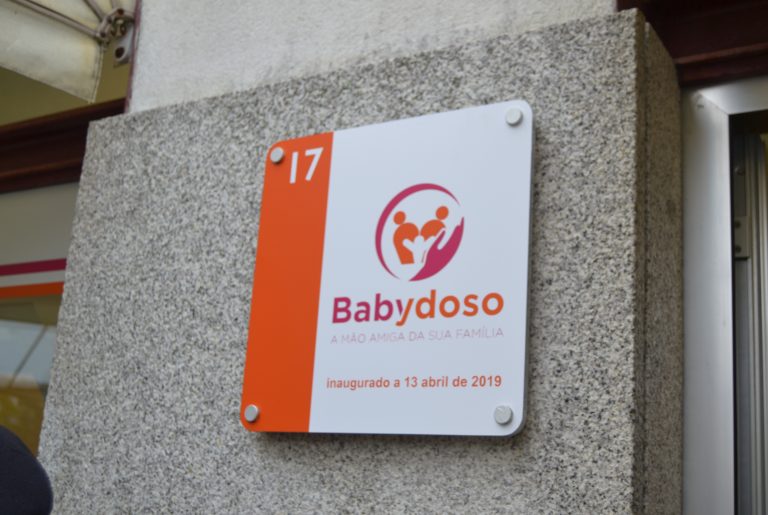 17
Babydoso
A MÃO AMIGA DA SUA FAMÍLIA
inaugurado a 13 abril de 2019